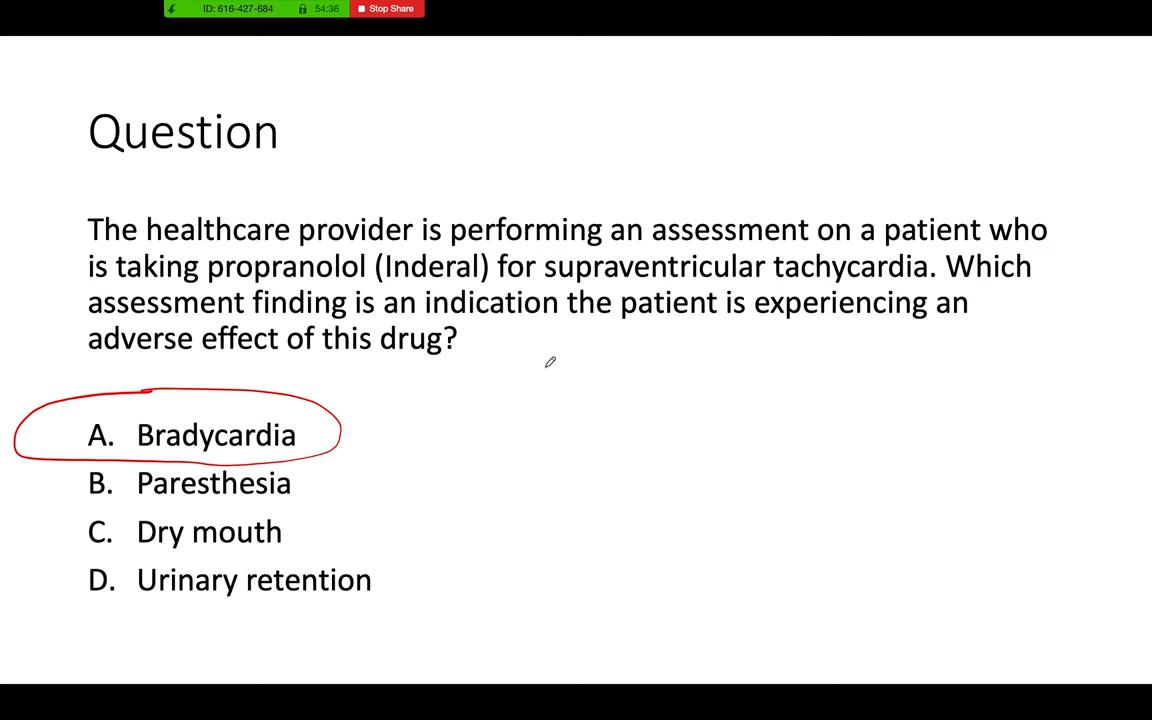 ID: 616-427-684 54:36 Stop Share
Question
The healthcare provider is performing an assessment on a patient who
is taking propranolol (Inderal) for supraventricular tachycardia. Which
assessment finding is an indication the patient is experiencing an
adverse effect of this drug?
A. Bradycardia
B. Paresthesia
C. Dry mouth
D. Urinary retention